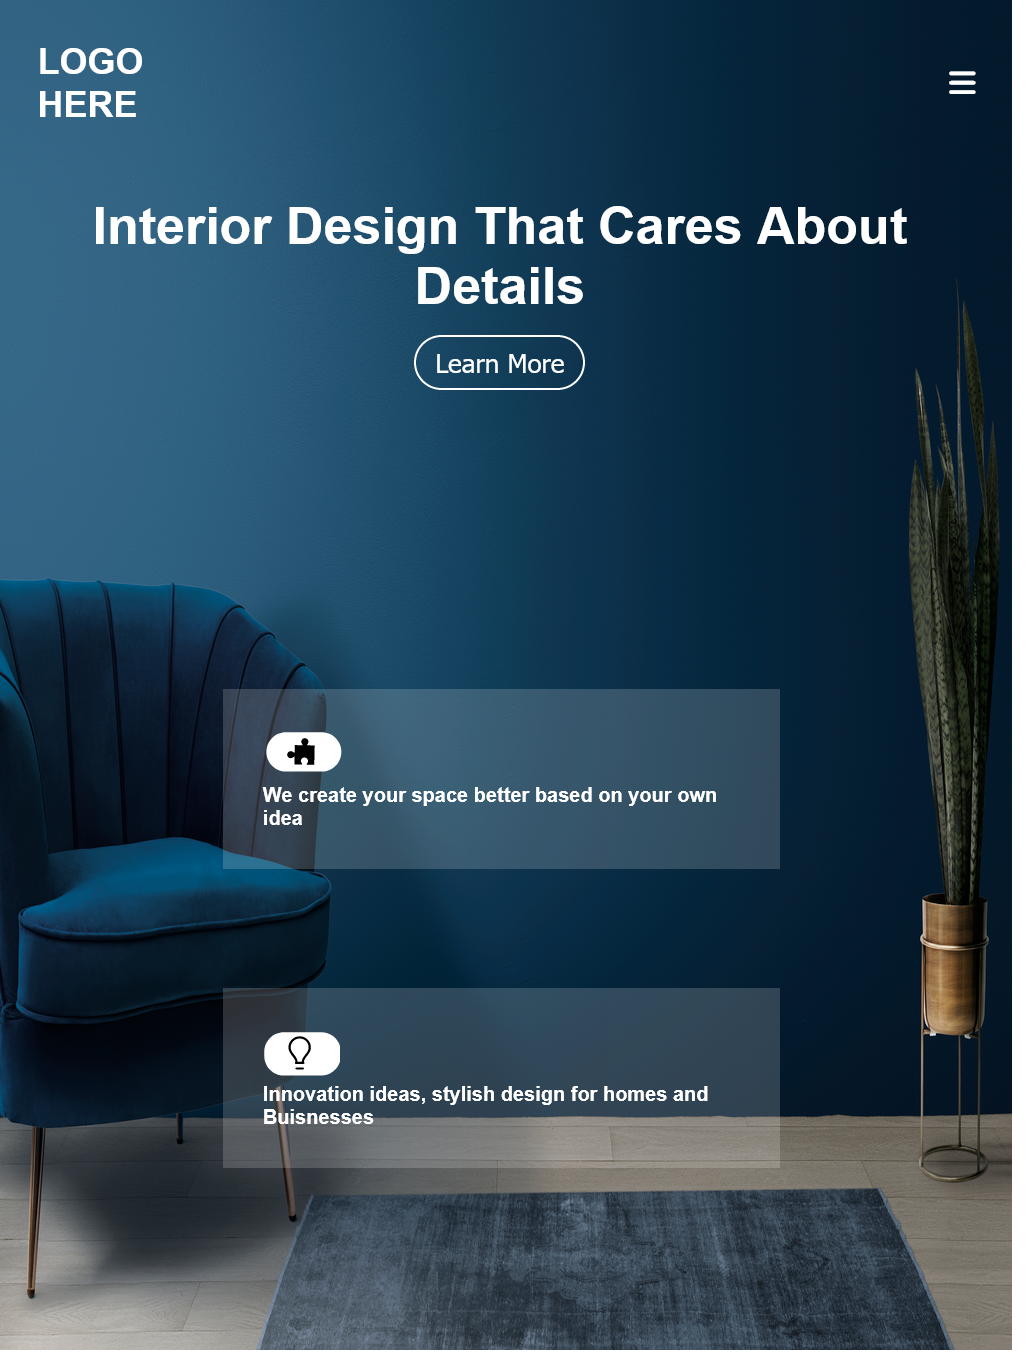 LOGO
HERE
Interior Design That Cares About
Details
Learn More
We create your space better based on your own
idea
Innovation ideas, stylish design for homes and
Buisnesses